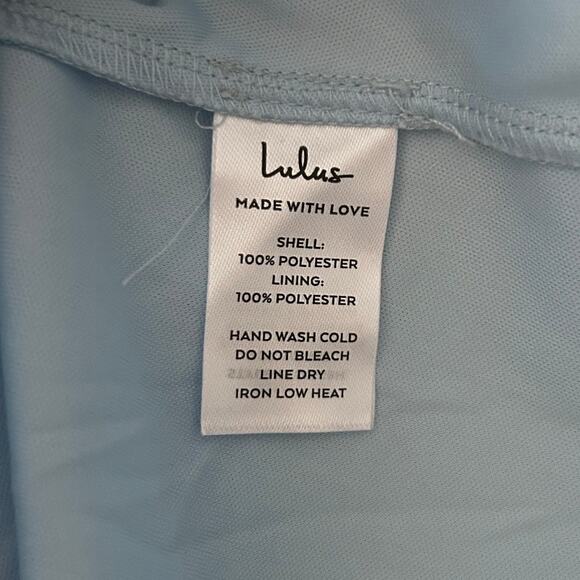 Lulus
MADE WITH LOVE
SHELL:
100% POLYESTER
LINING:
100% POLYESTER
HAND WASH COLD
DO NOT BLEACH
LINE DRY
IRON LOW HEAT